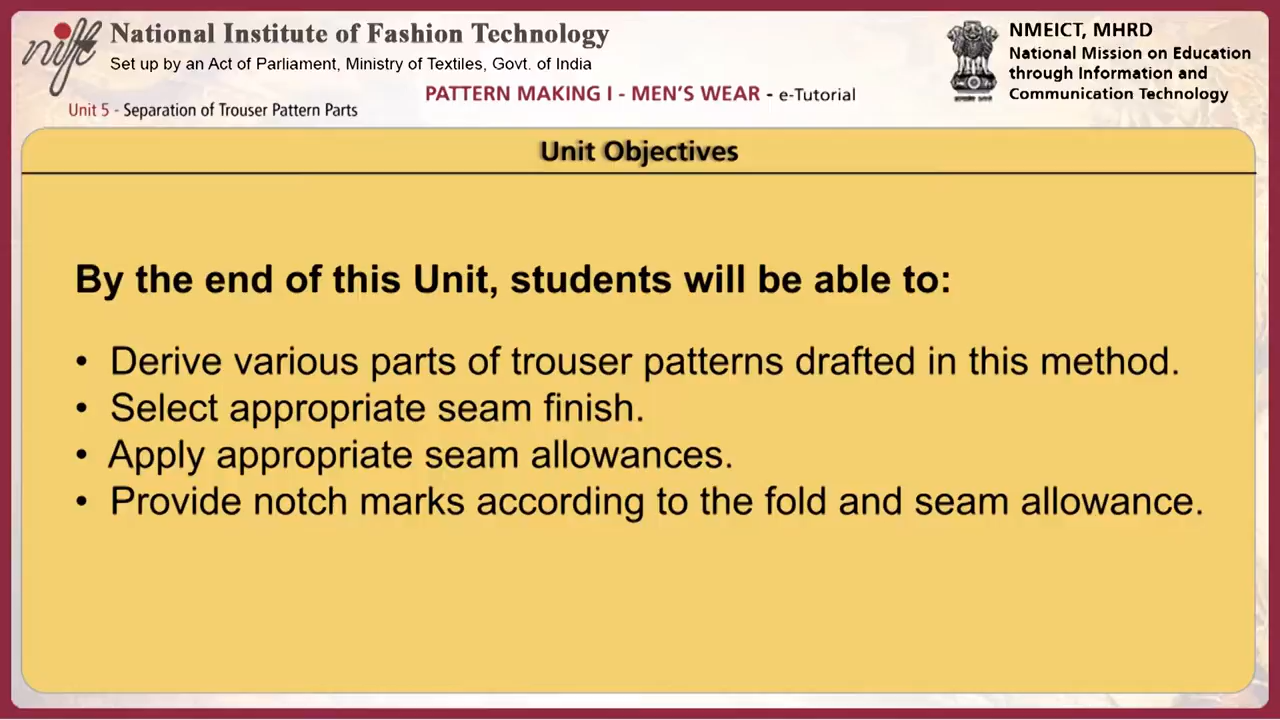 nift
National Institute of Fashion Technology
Set up by an Act of Parliament, Ministry of Textiles, Govt. of India
Unit 5 - Separation of Trouser Pattern Parts
PATTERN MAKING I - MEN'S WEAR - e-Tutorial
NMEICT, MHRD
National Mission on Education
through Information and
Communication Technology
Unit Objectives
By the end of this Unit, students will be able to:
• Derive various parts of trouser patterns drafted in this method.
• Select appropriate seam finish.
• Apply appropriate seam allowances.
• Provide notch marks according to the fold and seam allowance.